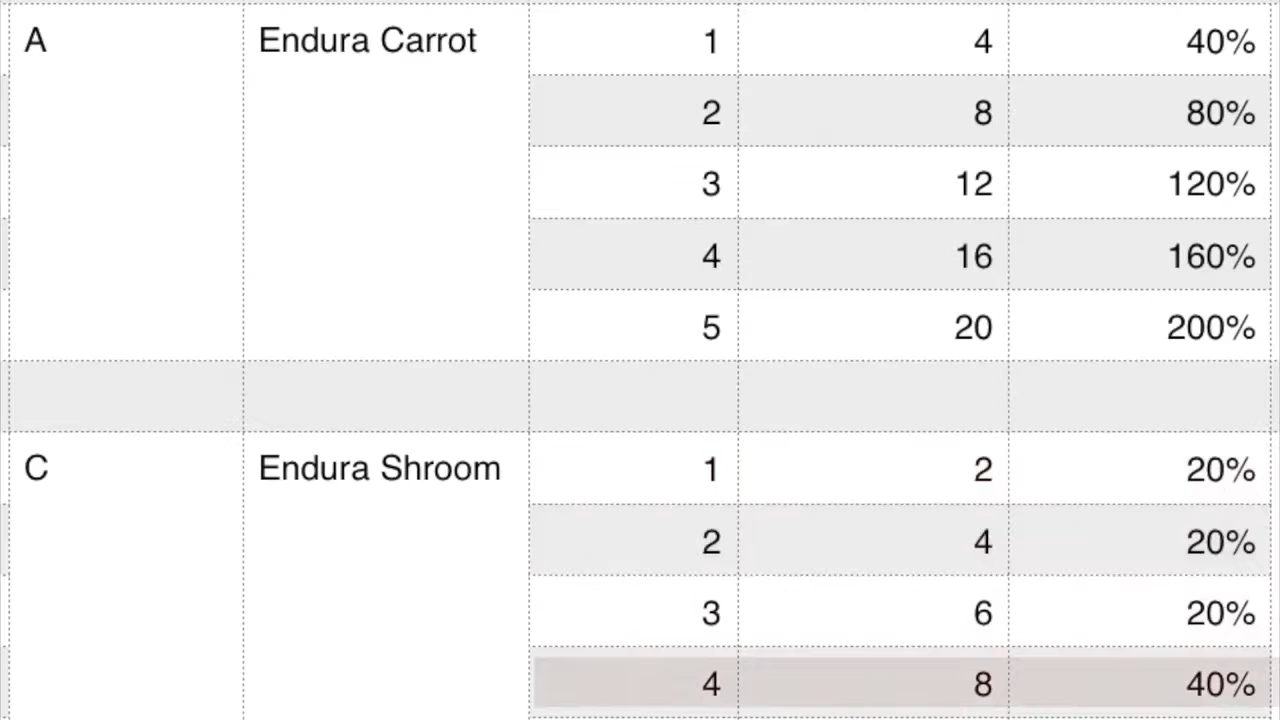 A Endura Carrot 1 4 40%
2 8 80%
3 12 120%
4 16 160%
5 20 200%
C Endura Shroom 1 2 20%
2 4 20%
3 6 20%
4 8 40%